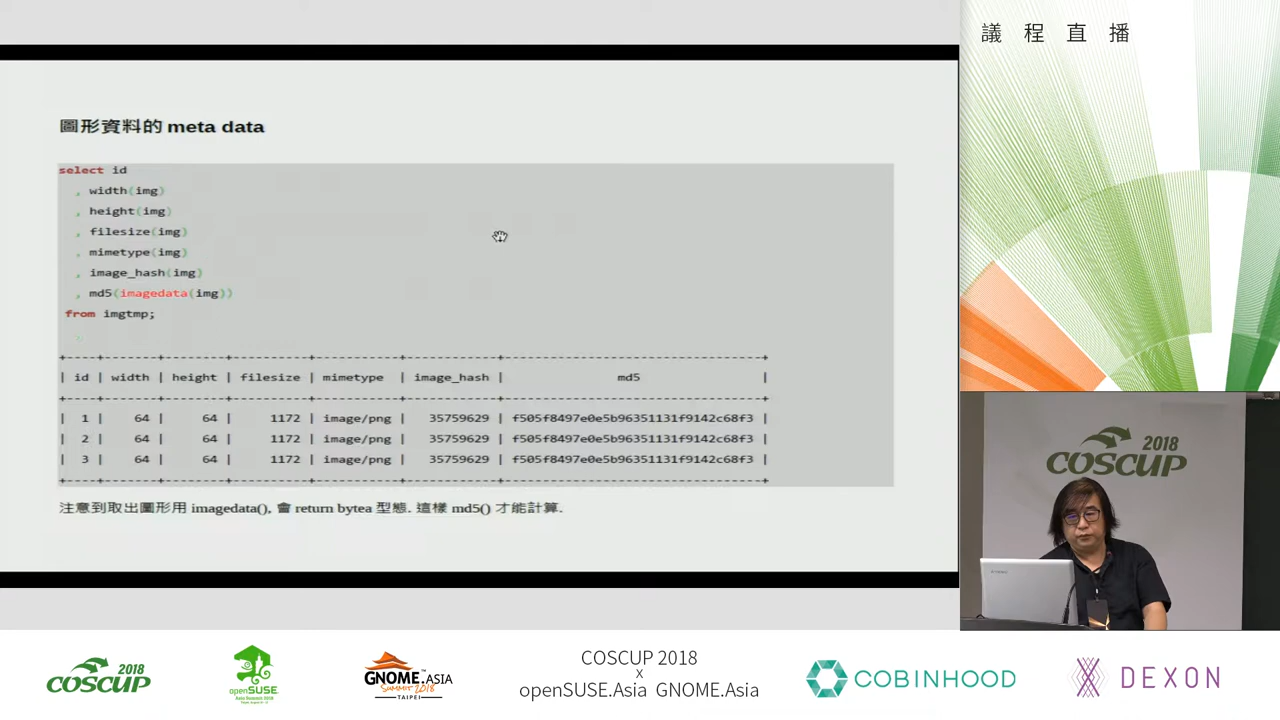 議 程 直 播
圖形資料的 meta data
select id
, width(img)
, height(img)
, filesize(img)
, mimetype(img)
, image_hash(img)
, md5(imagedata(img))
from imgtmp;
+----+-------+--------+----------+-----------+------------+----------------------------------+
| id | width | height | filesize | mimetype | image_hash | md5 |
+----+-------+--------+----------+-----------+------------+----------------------------------+
| 1 | 64 | 64 | 1172 | image/png | 35759629 | f505f8497e0e5b96351131f9142c68f3 |
| 2 | 64 | 64 | 1172 | image/png | 35759629 | f505f8497e0e5b96351131f9142c68f3 |
| 3 | 64 | 64 | 1172 | image/png | 35759629 | f505f8497e0e5b96351131f9142c68f3 |
+----+-------+--------+----------+-----------+------------+----------------------------------+
注意到取出圖形用 imagedata(), 會 return bytea 型態. 這樣 md5() 才能計算.
2018
COSCUP
2018
COSCUP
openSUSE
GNOME.ASIA
SUMMIT 2018
TAIPEI
COSCUP 2018
x
openSUSE.Asia GNOME.Asia
COBINHOOD
DEXON